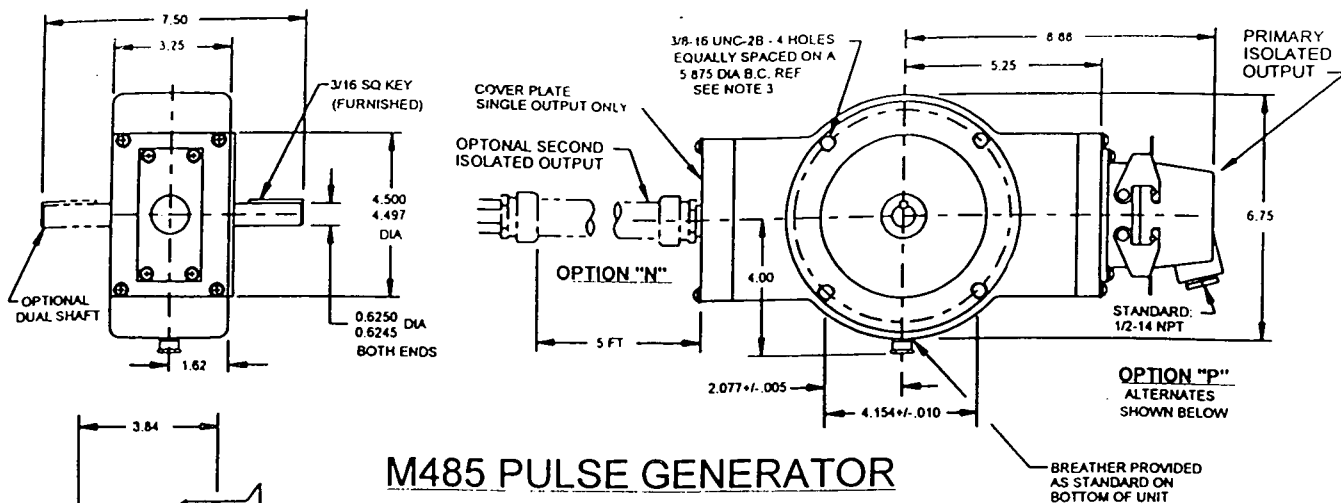 7.50
3.25
3/16 SQ KEY
(FURNISHED)
4.500
4.497
DIA
OPTIONAL
DUAL SHAFT
0.6250 DIA
0.6245
BOTH ENDS
1.62
3/8-16 UNC-2B - 4 HOLES
EQUALLY SPACED ON A
5.875 DIA B.C. REF
SEE NOTE 3
COVER PLATE
SINGLE OUTPUT ONLY
OPTONAL SECOND
ISOLATED OUTPUT
OPTION "N"
5 FT
4.00
8.88
5.25
PRIMARY
ISOLATED
OUTPUT
6.75
STANDARD:
1/2-14 NPT
OPTION "P"
ALTERNATES
SHOWN BELOW
2.077+/-.005
4.154+/-.010
BREATHER PROVIDED
AS STANDARD ON
BOTTOM OF UNIT
3.84
M485 PULSE GENERATOR